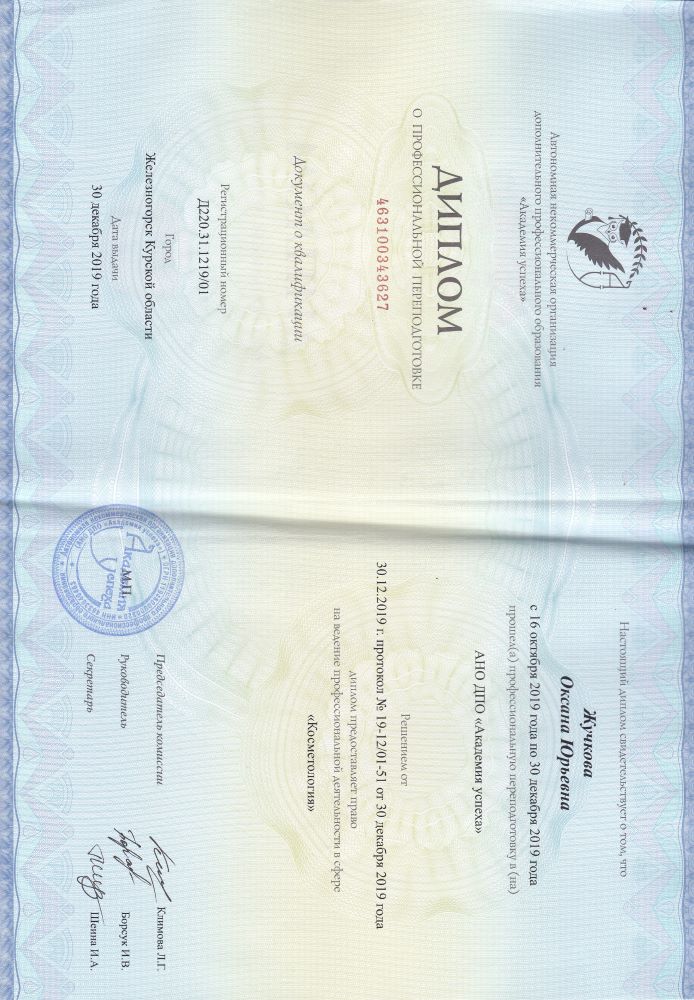 АУ
Автономная некоммерческая организация
дополнительного профессионального образования
«Академия успеха»
ДИПЛОМ
О ПРОФЕССИОНАЛЬНОЙ ПЕРЕПОДГОТОВКЕ
463100343627
Документ о квалификации
Регистрационный номер
Д220.31.1219/01
Город
Железногорск Курской области
Дата выдачи
30 декабря 2019 года
Настоящий диплом свидетельствует о том, что
Жучкова
Оксана Юрьевна
с 16 октября 2019 года по 30 декабря 2019 года
прошел(а) профессиональную переподготовку в (на)
АНО ДПО «Академия успеха»
Решением от
30.12.2019 г. протокол № 19-12/01-51 от 30 декабря 2019 года
диплом предоставляет право
на ведение профессиональной деятельности в сфере
«Косметология»
Председатель комиссии Климова Л.Г.
М.П.
Академия
Успеха
Руководитель Борсук И.В.
Секретарь Шеина И.А.